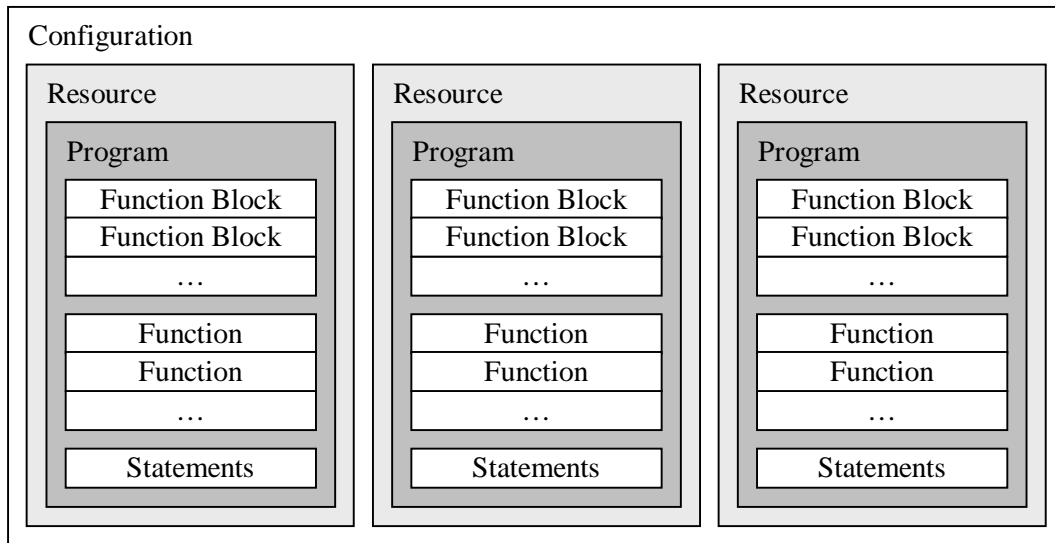 Configuration
Resource
Program
Function Block
Function Block
…
Function
Function
…
Statements
Resource
Program
Function Block
Function Block
…
Function
Function
…
Statements
Resource
Program
Function Block
Function Block
…
Function
Function
…
Statements